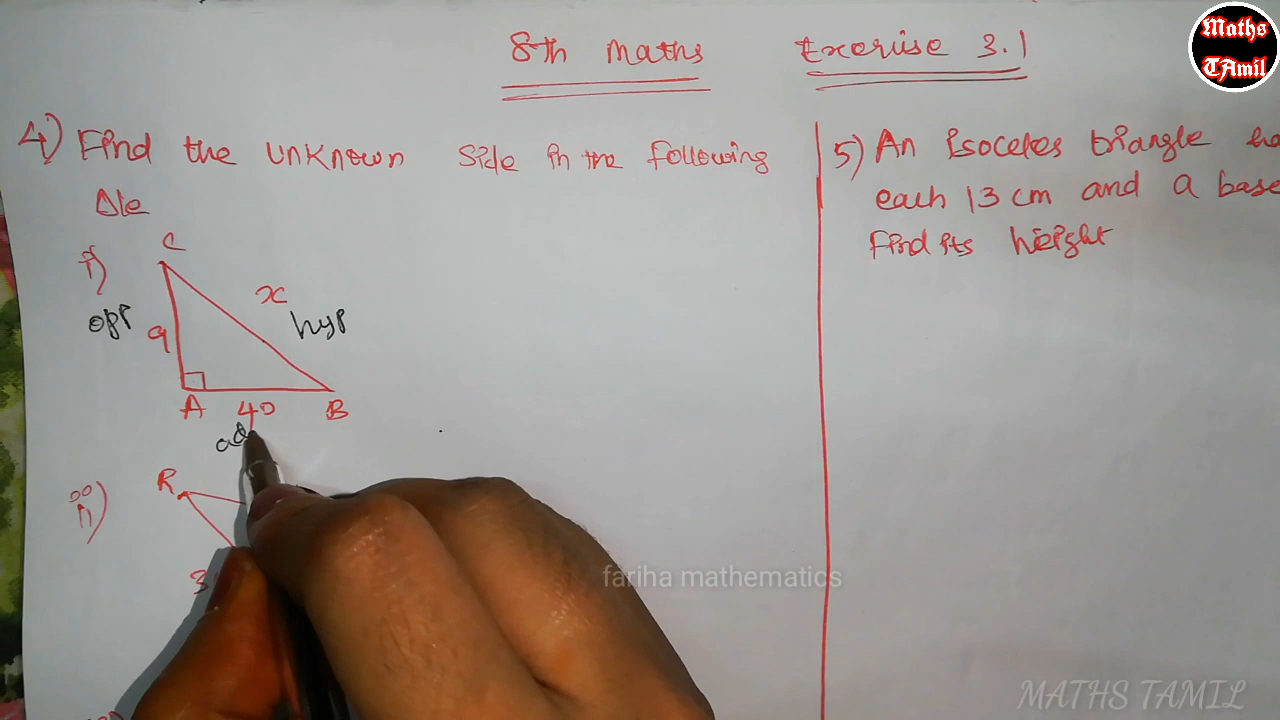 Maths
TAmil
8th maths Exercise 3.1
4) Find the unknown side in the following
Δle
i)
C
x
opp
hyp
9
A 40 B
ad
ii)
R
3
5) An isoceles triangle
each 13 cm and a base
Find its height
fariha mathematics
MATHS TAMIL